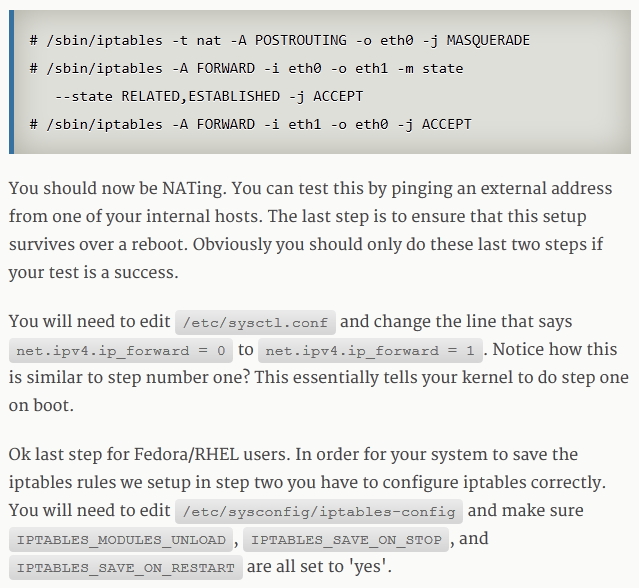 # /sbin/iptables -t nat -A POSTROUTING -o eth0 -j MASQUERADE
# /sbin/iptables -A FORWARD -i eth0 -o eth1 -m state
--state RELATED,ESTABLISHED -j ACCEPT
# /sbin/iptables -A FORWARD -i eth1 -o eth0 -j ACCEPT
You should now be NATing. You can test this by pinging an external address
from one of your internal hosts. The last step is to ensure that this setup
survives over a reboot. Obviously you should only do these last two steps if
your test is a success.
You will need to edit /etc/sysctl.conf and change the line that says
net.ipv4.ip_forward = 0 to net.ipv4.ip_forward = 1 . Notice how this
is similar to step number one? This essentially tells your kernel to do step one
on boot.
Ok last step for Fedora/RHEL users. In order for your system to save the
iptables rules we setup in step two you have to configure iptables correctly.
You will need to edit /etc/sysconfig/iptables-config and make sure
IPTABLES_MODULES_UNLOAD , IPTABLES_SAVE_ON_STOP , and
IPTABLES_SAVE_ON_RESTART are all set to 'yes'.